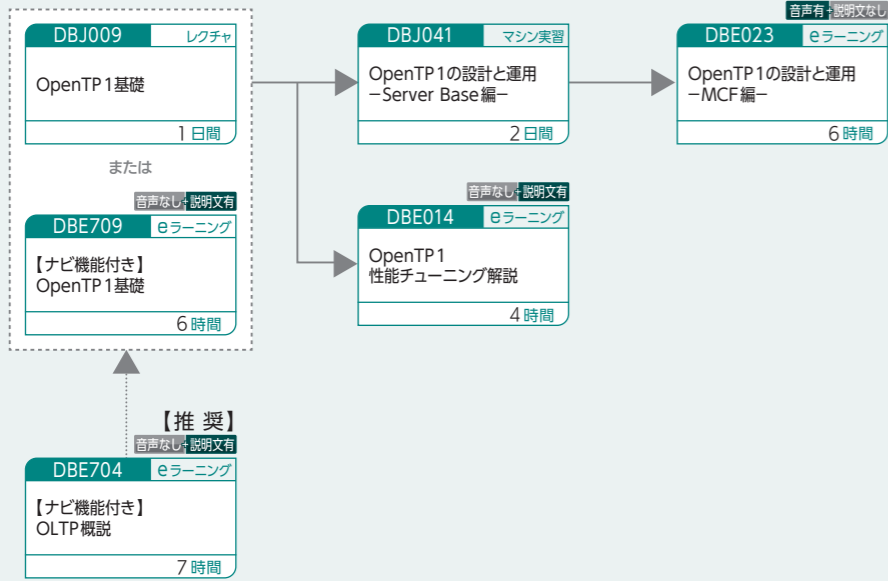 DBJ009 レクチャ
OpenTP1基礎
1日間
または
音声なし+説明文有
DBE709 eラーニング
【ナビ機能付き】
OpenTP1基礎
6時間
【推 奨】
音声なし+説明文有
DBE704 eラーニング
【ナビ機能付き】
OLTP概説
7時間
DBJ041 マシン実習
OpenTP1の設計と運用
−Server Base編−
2日間
音声なし+説明文有
DBE014 eラーニング
OpenTP1
性能チューニング解説
4時間
音声有+説明文なし
DBE023 eラーニング
OpenTP1の設計と運用
−MCF編−
6時間